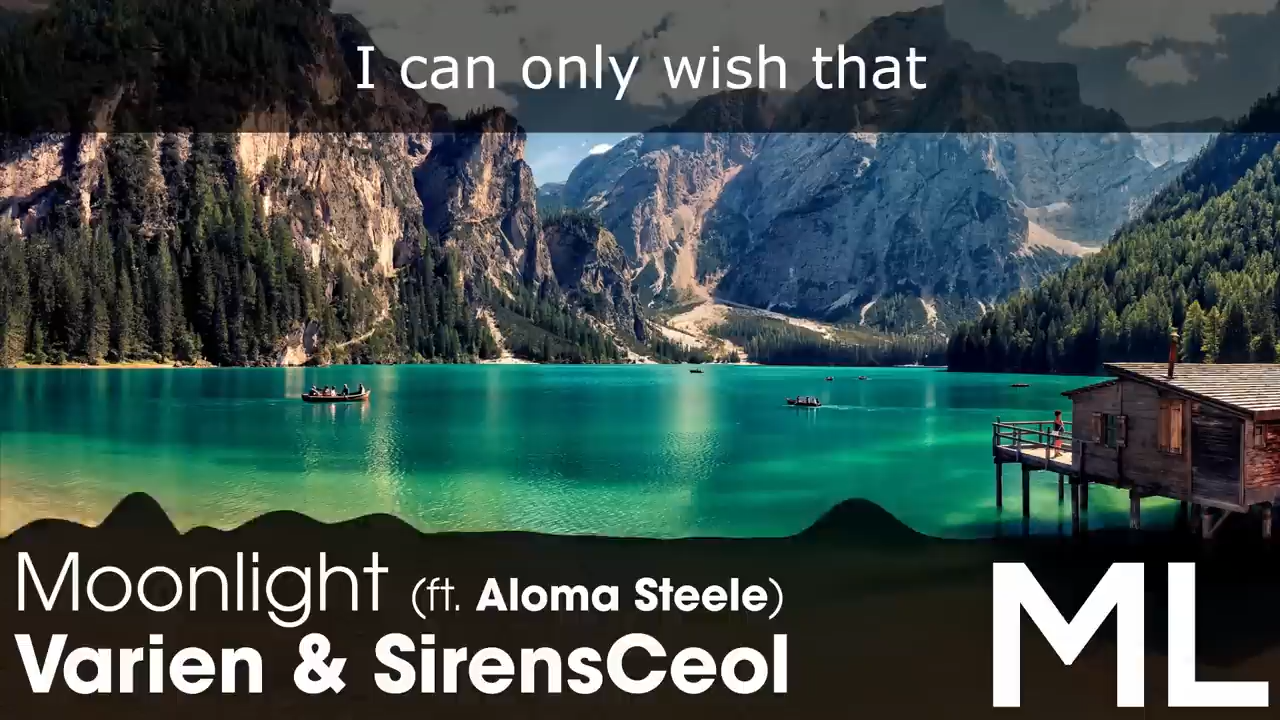 I can only wish that
Moonlight (ft. Aloma Steele)
Varien & SirensCeol
ML